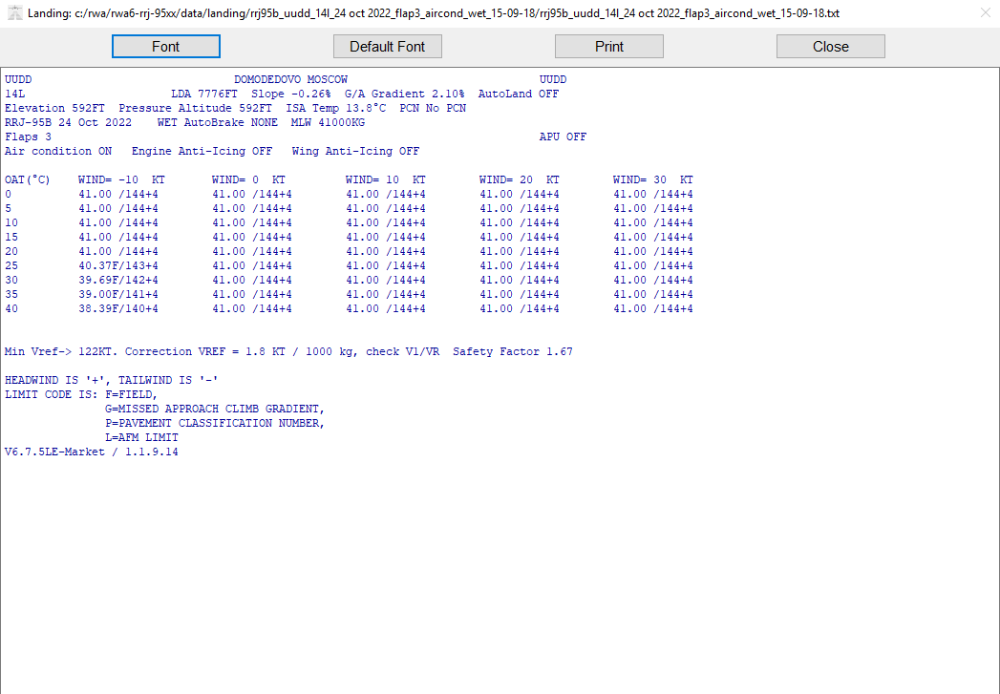 Landing: c:/rwa/rwa6-rrj-95xx/data/landing/rrj95b_uudd_14l_24 oct 2022_flap3_aircond_wet_15-09-18/rrj95b_uudd_14l_24 oct 2022_flap3_aircond_wet_15-09-18.txt
Font Default Font Print Close
UUDD DOMODEDOVO MOSCOW UUDD
14L LDA 7776FT Slope -0.26% G/A Gradient 2.10% AutoLand OFF
Elevation 592FT Pressure Altitude 592FT ISA Temp 13.8°C PCN No PCN
RRJ-95B 24 Oct 2022 WET AutoBrake NONE MLW 41000KG
Flaps 3 APU OFF
Air condition ON Engine Anti-Icing OFF Wing Anti-Icing OFF
OAT(°C) WIND= -10 KT WIND= 0 KT WIND= 10 KT WIND= 20 KT WIND= 30 KT
0 41.00 /144+4 41.00 /144+4 41.00 /144+4 41.00 /144+4 41.00 /144+4
5 41.00 /144+4 41.00 /144+4 41.00 /144+4 41.00 /144+4 41.00 /144+4
10 41.00 /144+4 41.00 /144+4 41.00 /144+4 41.00 /144+4 41.00 /144+4
15 41.00 /144+4 41.00 /144+4 41.00 /144+4 41.00 /144+4 41.00 /144+4
20 41.00 /144+4 41.00 /144+4 41.00 /144+4 41.00 /144+4 41.00 /144+4
25 40.37F/143+4 41.00 /144+4 41.00 /144+4 41.00 /144+4 41.00 /144+4
30 39.69F/142+4 41.00 /144+4 41.00 /144+4 41.00 /144+4 41.00 /144+4
35 39.00F/141+4 41.00 /144+4 41.00 /144+4 41.00 /144+4 41.00 /144+4
40 38.39F/140+4 41.00 /144+4 41.00 /144+4 41.00 /144+4 41.00 /144+4
Min Vref-> 122KT. Correction VREF = 1.8 KT / 1000 kg, check V1/VR Safety Factor 1.67
HEADWIND IS '+', TAILWIND IS '-'
LIMIT CODE IS: F=FIELD,
G=MISSED APPROACH CLIMB GRADIENT,
P=PAVEMENT CLASSIFICATION NUMBER,
L=AFM LIMIT
V6.7.5LE-Market / 1.1.9.14